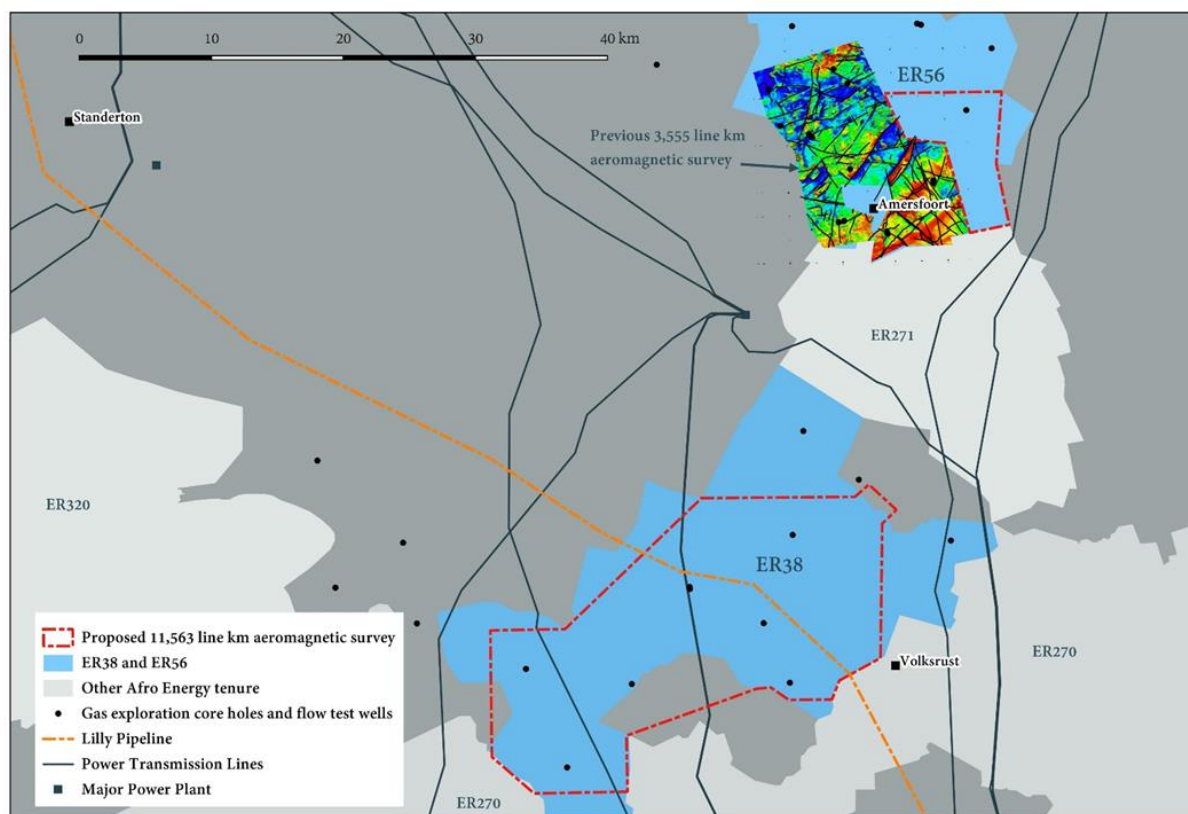 0 10 20 30 40 km
ER56
Standerton
Previous 3,555 line km
aeromagnetic survey
Amersfoort
ER271
ER320
ER38
Volksrust
ER270
ER270
Proposed 11,563 line km aeromagnetic survey
ER38 and ER56
Other Afro Energy tenure
Gas exploration core holes and flow test wells
Lilly Pipeline
Power Transmission Lines
Major Power Plant